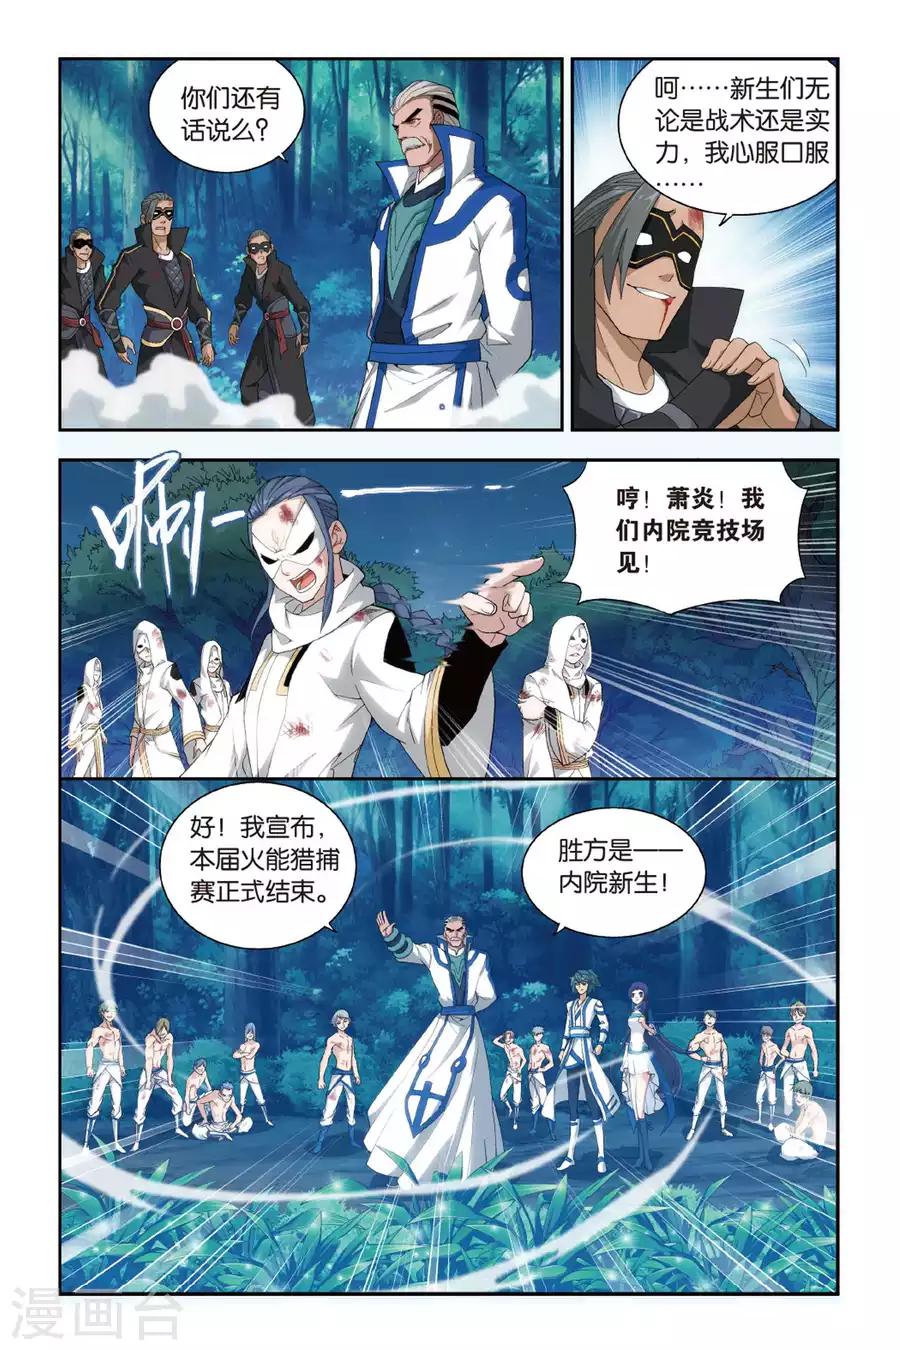 你们还有
话说么？
呵……新生们无
论是战术还是实
力，我心服口服
……
唰
哼！萧炎！我
们内院竞技场
见！
好！我宣布，
本届火能猎捕
赛正式结束。
胜方是——
内院新生！
漫画台